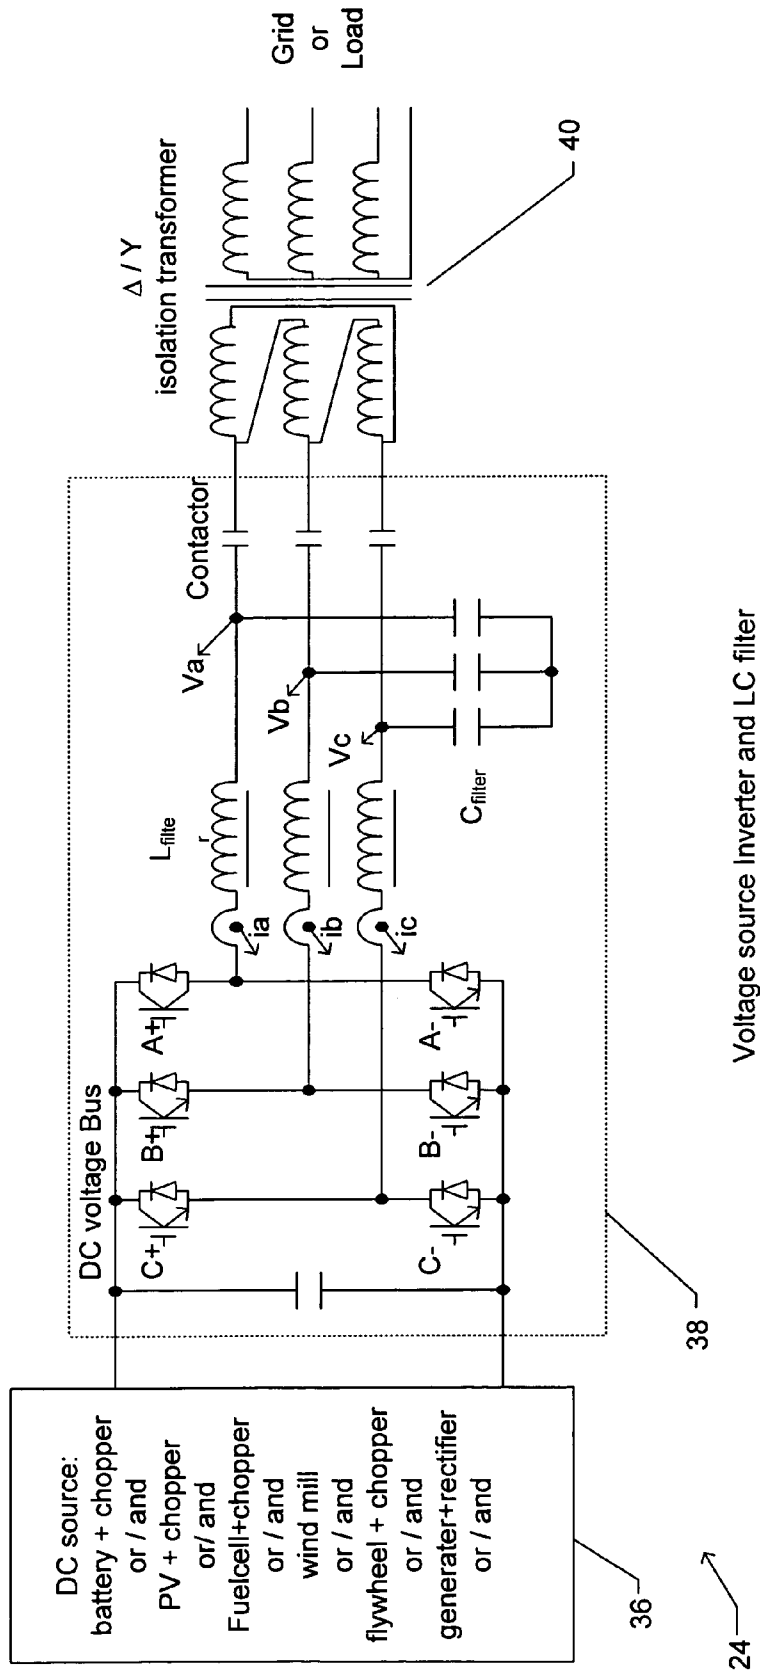 DC source:
battery + chopper
or / and
PV + chopper
or/ and
Fuelcell+chopper
or / and
wind mill
or / and
flywheel + chopper
or / and
generater+rectifier
or / and
36
24
38
DC voltage Bus
C+
B+
A+
C-
B-
A-
ia
ib
ic
Lfilte
r
Va
Vb
Vc
Cfilter
Contactor
Δ / Y
isolation transformer
40
Grid
or
Load
Voltage source Inverter and LC filter